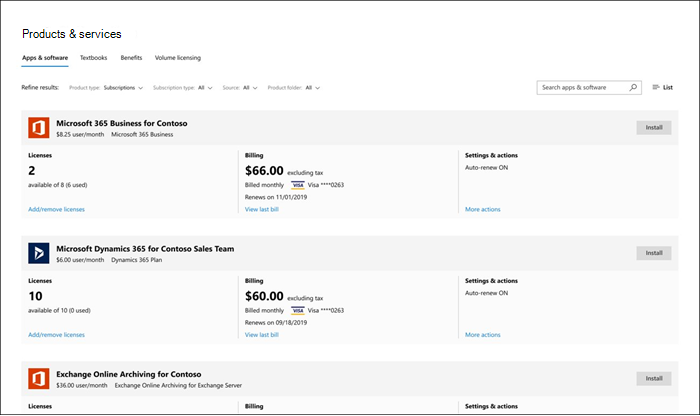 Products & services
Apps & software Textbooks Benefits Volume licensing
Refine results: Product type: Subscriptions Subscription type: All Source: All Product folder: All Search apps & software List
Microsoft 365 Business for Contoso
$8.25 user/month Microsoft 365 Business Install
Licenses Billing Settings & actions
2 $66.00 excluding tax Auto-renew ON
available of 8 (6 used) Billed monthly VISA Visa ****0263
Renews on 11/01/2019
Add/remove licenses View last bill More actions
Microsoft Dynamics 365 for Contoso Sales Team
$6.00 user/month Dynamics 365 Plan Install
Licenses Billing Settings & actions
10 $60.00 excluding tax Auto-renew ON
available of 10 (0 used) Billed monthly VISA Visa ****0263
Renews on 09/18/2019
Add/remove licenses View last bill More actions
Exchange Online Archiving for Contoso
$36.00 user/month Exchange Online Archiving for Exchange Server Install
Licenses Billing Settings & actions